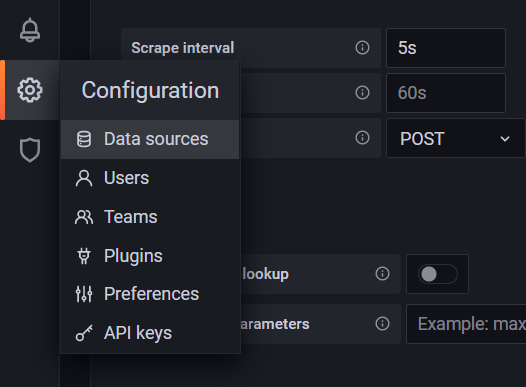 Scrape interval
5s
Configuration
60s
Data sources
POST
Users
Teams
Plugins
lookup
Preferences
arameters
Example: max
API keys